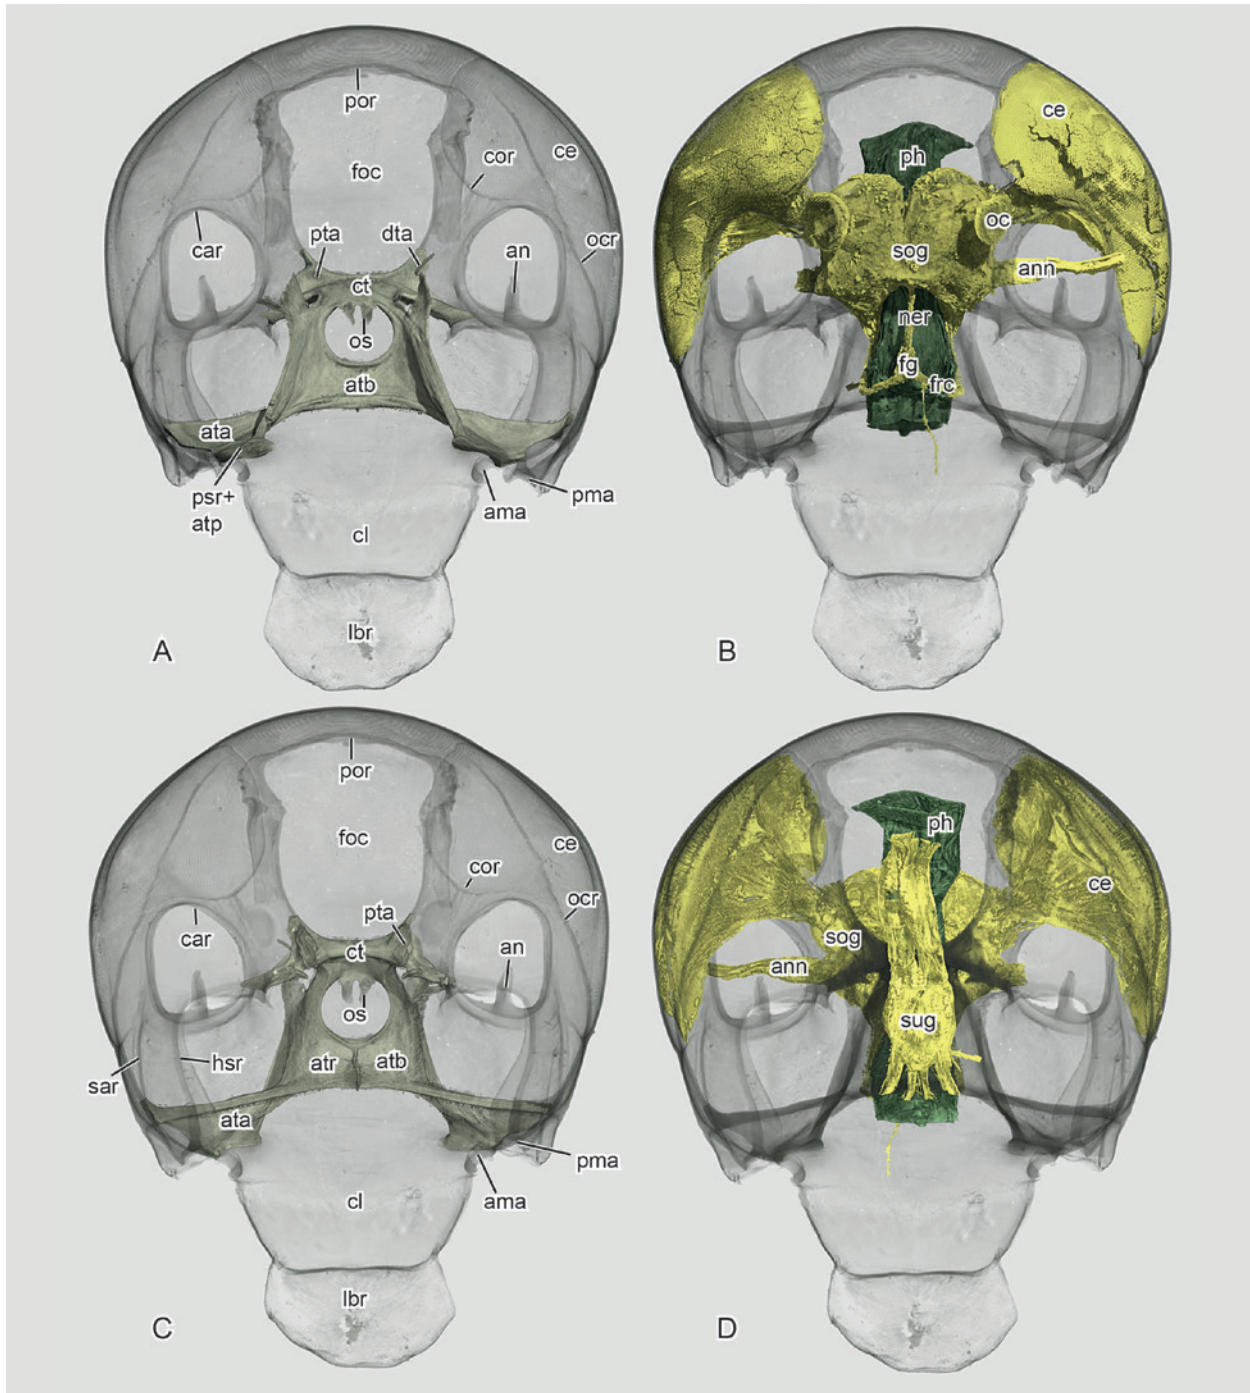 por
foc
ce
cor
car
pta
dta
an
ocr
ct
os
atb
ata
psr+
atp
ama
pma
cl
lbr
A
ce
ph
oc
sog
ann
ner
fg
frc
B
por
foc
ce
cor
ocr
car
pta
ct
an
os
sar
hsr
atr
atb
ata
pma
ama
cl
lbr
C
ph
ce
sog
ann
sug
D